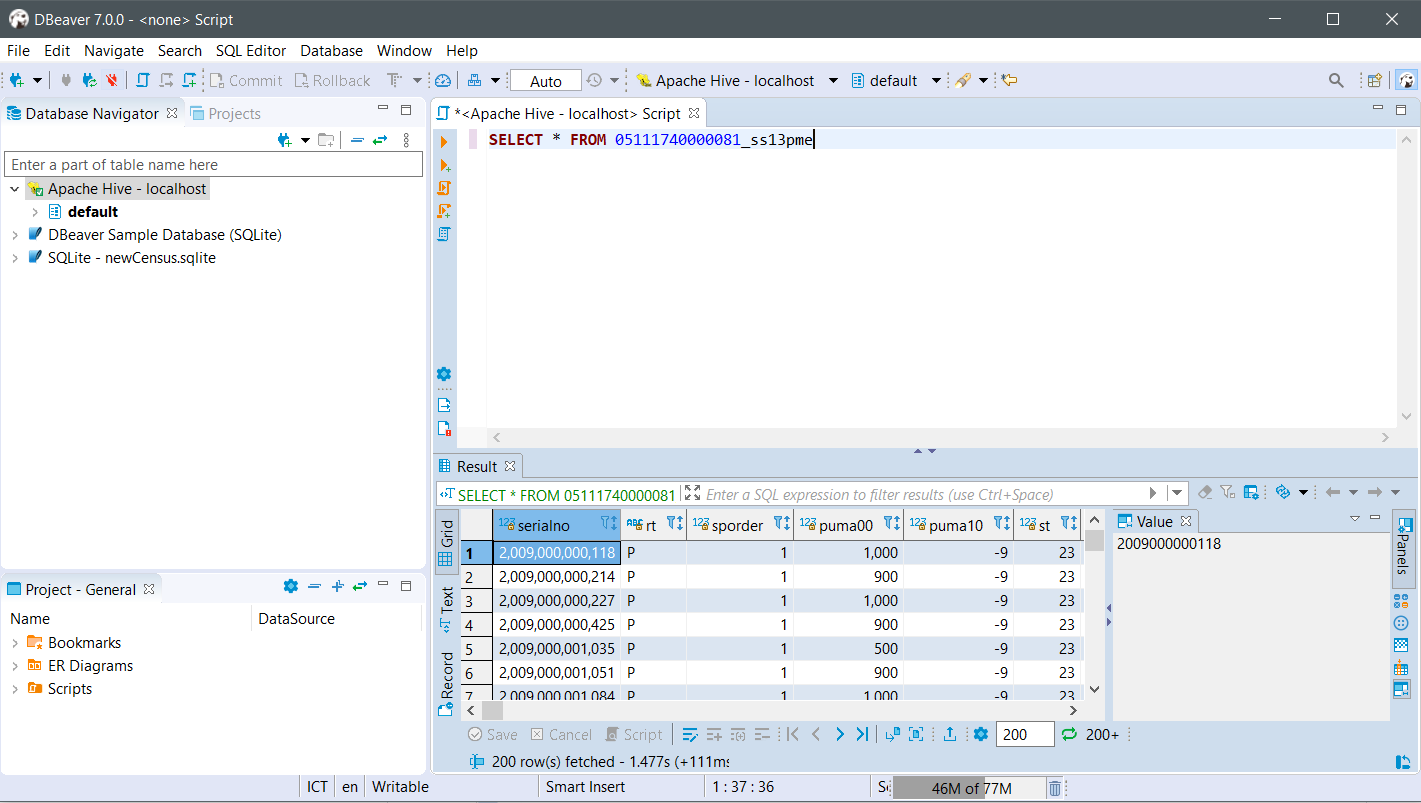 DBeaver 7.0.0 - <none> Script
File Edit Navigate Search SQL Editor Database Window Help
Commit Rollback Auto Apache Hive - localhost default
Database Navigator Projects
Enter a part of table name here
Apache Hive - localhost
default
DBeaver Sample Database (SQLite)
SQLite - newCensus.sqlite
*<Apache Hive - localhost> Script
SELECT * FROM 05111740000081_ss13pme
Project - General
Name DataSource
Bookmarks
ER Diagrams
Scripts
Result
SELECT * FROM 05111740000081 Enter a SQL expression to filter results (use Ctrl+Space)
Grid
Text
Record
123 serialno ABC rt 123 sporder 123 puma00 123 puma10 123 st
1 2,009,000,000,118 P 1 1,000 -9 23
2 2,009,000,000,214 P 1 900 -9 23
3 2,009,000,000,227 P 1 1,000 -9 23
4 2,009,000,000,425 P 1 900 -9 23
5 2,009,000,001,035 P 1 500 -9 23
6 2,009,000,001,051 P 1 900 -9 23
7 2,009,000,001,084 P 1 1,000 -9 23
Value
2009000000118
Panels
Save Cancel Script 200 200+
200 row(s) fetched - 1.477s (+111ms
ICT en Writable Smart Insert 1 : 37 : 36 46M of 77M